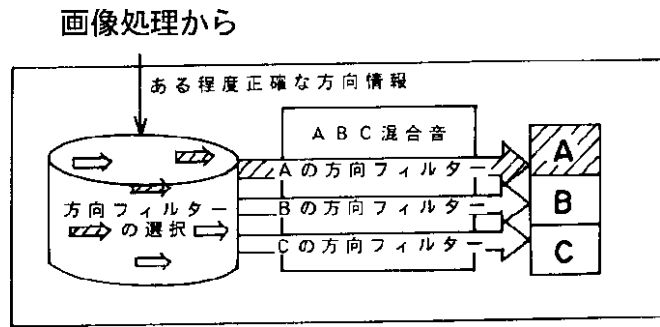 画像処理から
ある程度正確な方向情報
ABC混合音
Aの方向フィルター
A
方向フィルター
の選択
Bの方向フィルター
B
Cの方向フィルター
C